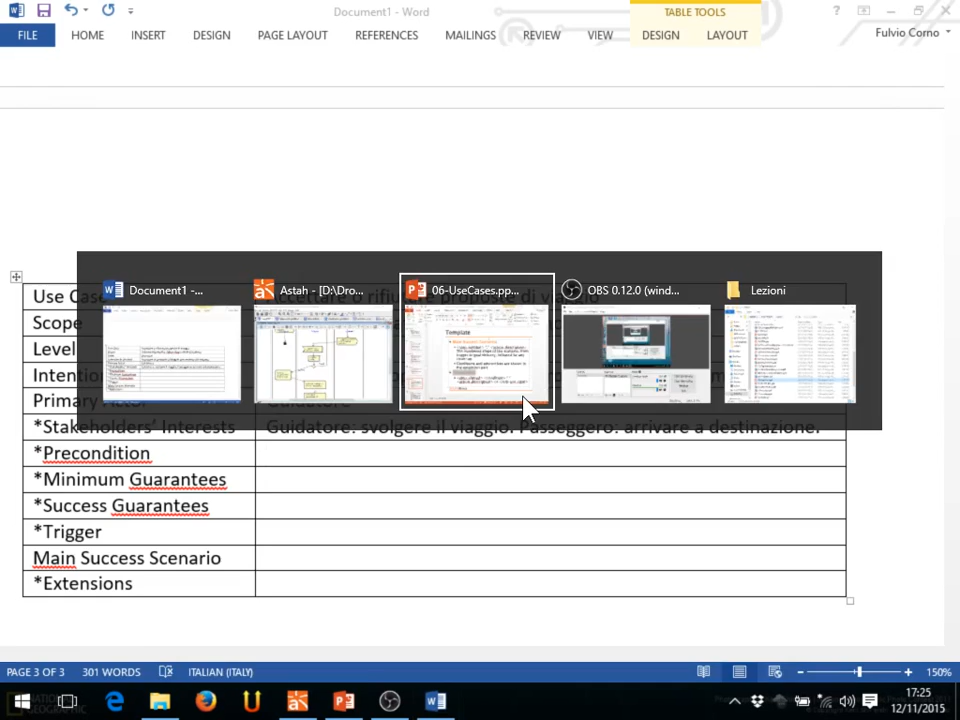 Document1 - Word
TABLE TOOLS
FILE
HOME
INSERT
DESIGN
PAGE LAYOUT
REFERENCES
MAILINGS
REVIEW
VIEW
DESIGN
LAYOUT
Fulvio Corno
Document1 -...
Astah - [D:\Dro...
06-UseCases.pp...
OBS 0.12.0 (wind...
Lezioni
Template
Use Case
Accettare o rifiutare proposte di viaggio
Scope
Level
Intention
Primary Actor
Guidatore
*Stakeholders' Interests
Guidatore: svolgere il viaggio. Passeggero: arrivare a destinazione.
*Precondition
*Minimum Guarantees
*Success Guarantees
*Trigger
Main Success Scenario
*Extensions
PAGE 3 OF 3
301 WORDS
ITALIAN (ITALY)
150%
17:25
12/11/2015